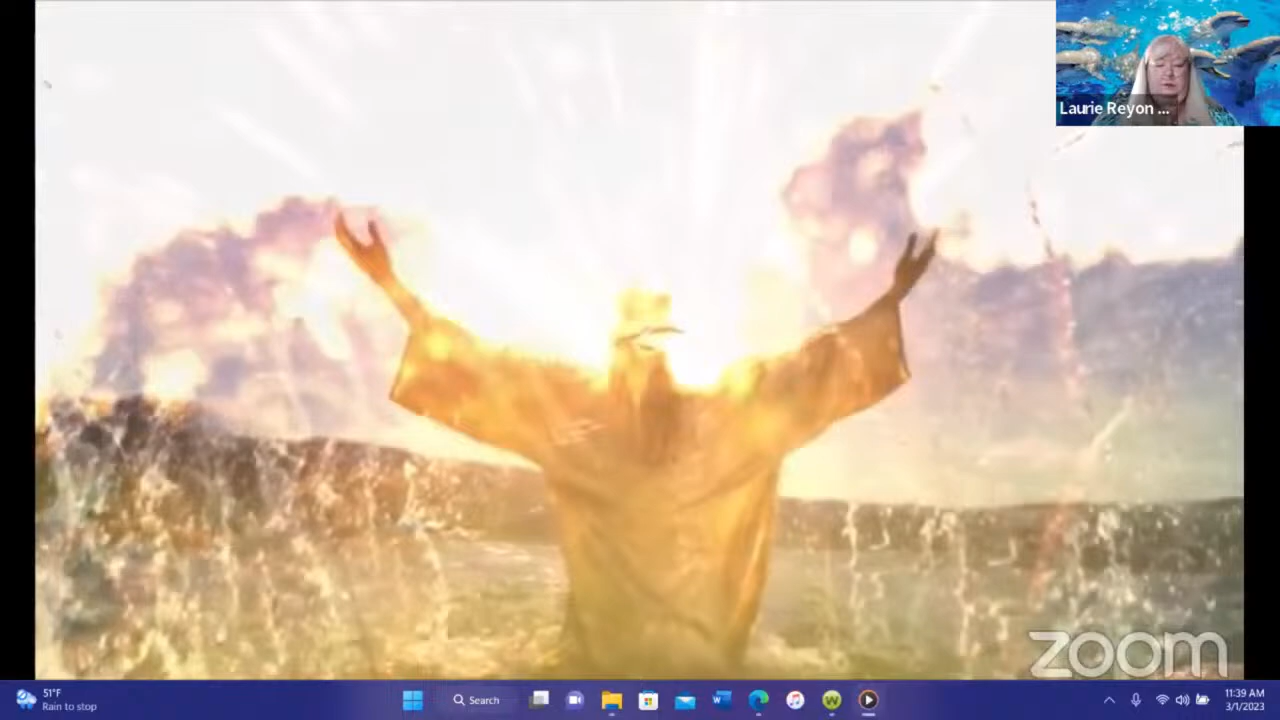 Laurie Reyon ...
zoom
51°F
Rain to stop
Search
11:39 AM
3/1/2023